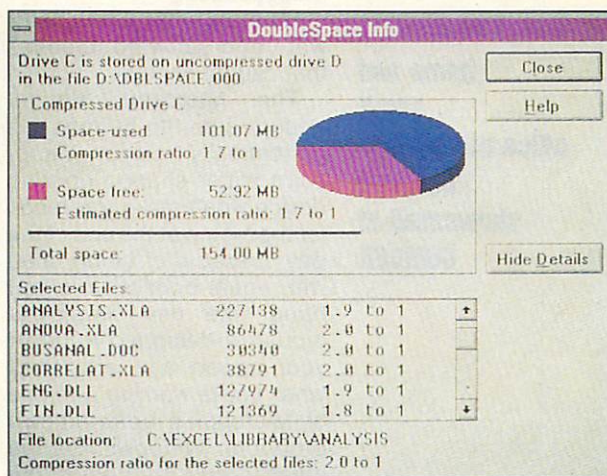 DoubleSpace Info
Drive C is stored on uncompressed drive D
in the file D:\DBLSPACE.000
Close
Help
Compressed Drive C
Space used: 101.07 MB
Compression ratio: 1.7 to 1
Space free: 52.92 MB
Estimated compression ratio: 1.7 to 1
Total space: 154.00 MB
Hide Details
Selected Files:
ANALYSIS.XLA 227138 1.9 to 1
ANOVA.XLA 86478 2.0 to 1
BUSANAL.DOC 30340 2.0 to 1
CORRELAT.XLA 38791 2.0 to 1
ENG.DLL 127974 1.9 to 1
FIN.DLL 121369 1.8 to 1
File location: C:\EXCEL\LIBRARY\ANALYSIS
Compression ratio for the selected files: 2.0 to 1